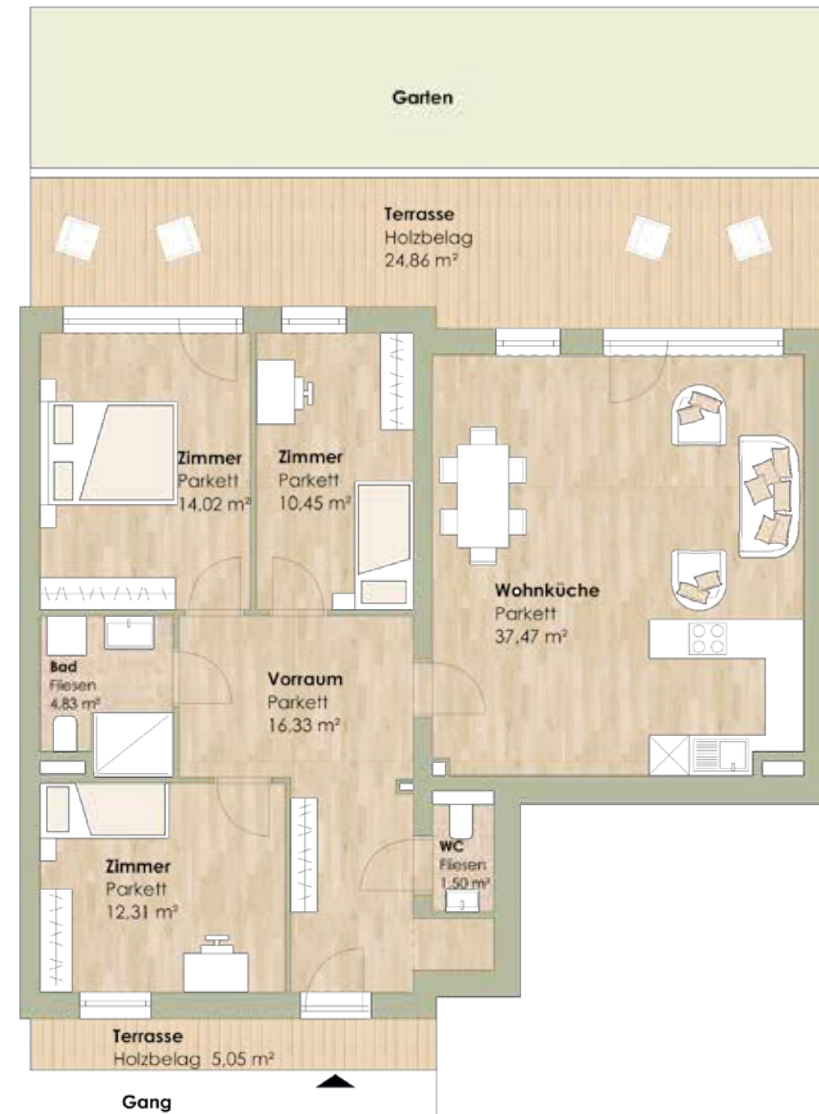 Garten
Terrasse
Holzbelag
24,86 m²
Zimmer
Parkett
14,02 m²
Zimmer
Parkett
10,45 m²
Wohnküche
Parkett
37,47 m²
Bad
Fliesen
4,83 m²
Vorraum
Parkett
16,33 m²
WC
Fliesen
1,50 m²
Zimmer
Parkett
12,31 m²
Terrasse
Holzbelag 5,05 m²
Gang